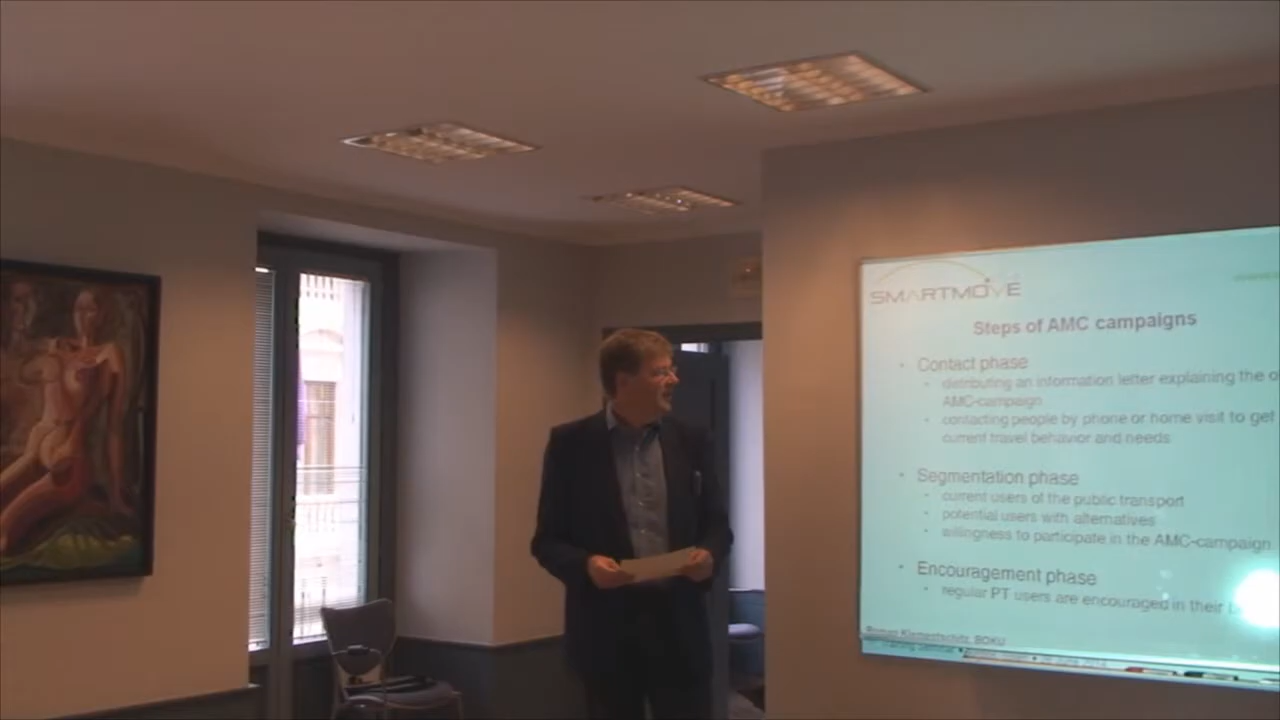 SMARTMOVE
Steps of AMC campaigns
• Contact phase
• distributing an information letter explaining the
AMC-campaign
• contacting people by phone or home visit to get
current travel behavior and needs
• Segmentation phase
• current users of the public transport
• potential users with alternatives
• willingness to participate in the AMC-campaign
• Encouragement phase
• regular PT users are encouraged in their
Roman Klementschitz, BOKU